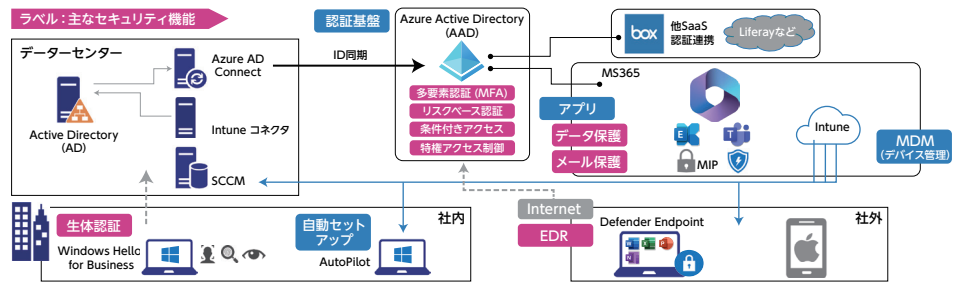 ラベル：主なセキュリティ機能
データーセンター
Azure AD
Connect
Active Directory
(AD)
Intune コネクタ
SCCM
ID同期
認証基盤
Azure Active Directory
(AAD)
多要素認証 (MFA)
リスクベース認証
条件付きアクセス
特権アクセス制御
box
他SaaS
認証連携
Liferayなど
MS365
アプリ
データ保護
メール保護
E
T
MIP
Intune
MDM
(デバイス管理)
生体認証
Windows Hello
for Business
自動セット
アップ
AutoPilot
社内
Internet
EDR
Defender Endpoint
社外